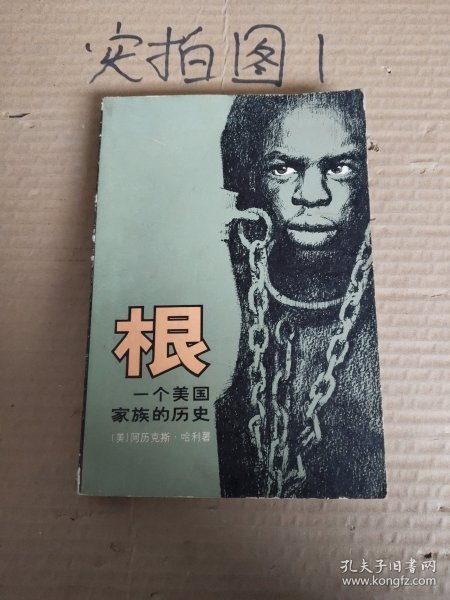 实拍图1
根
一个美国
家族的历史
〔美〕阿历克斯·哈利著
孔夫子旧书网
www.kongfz.com